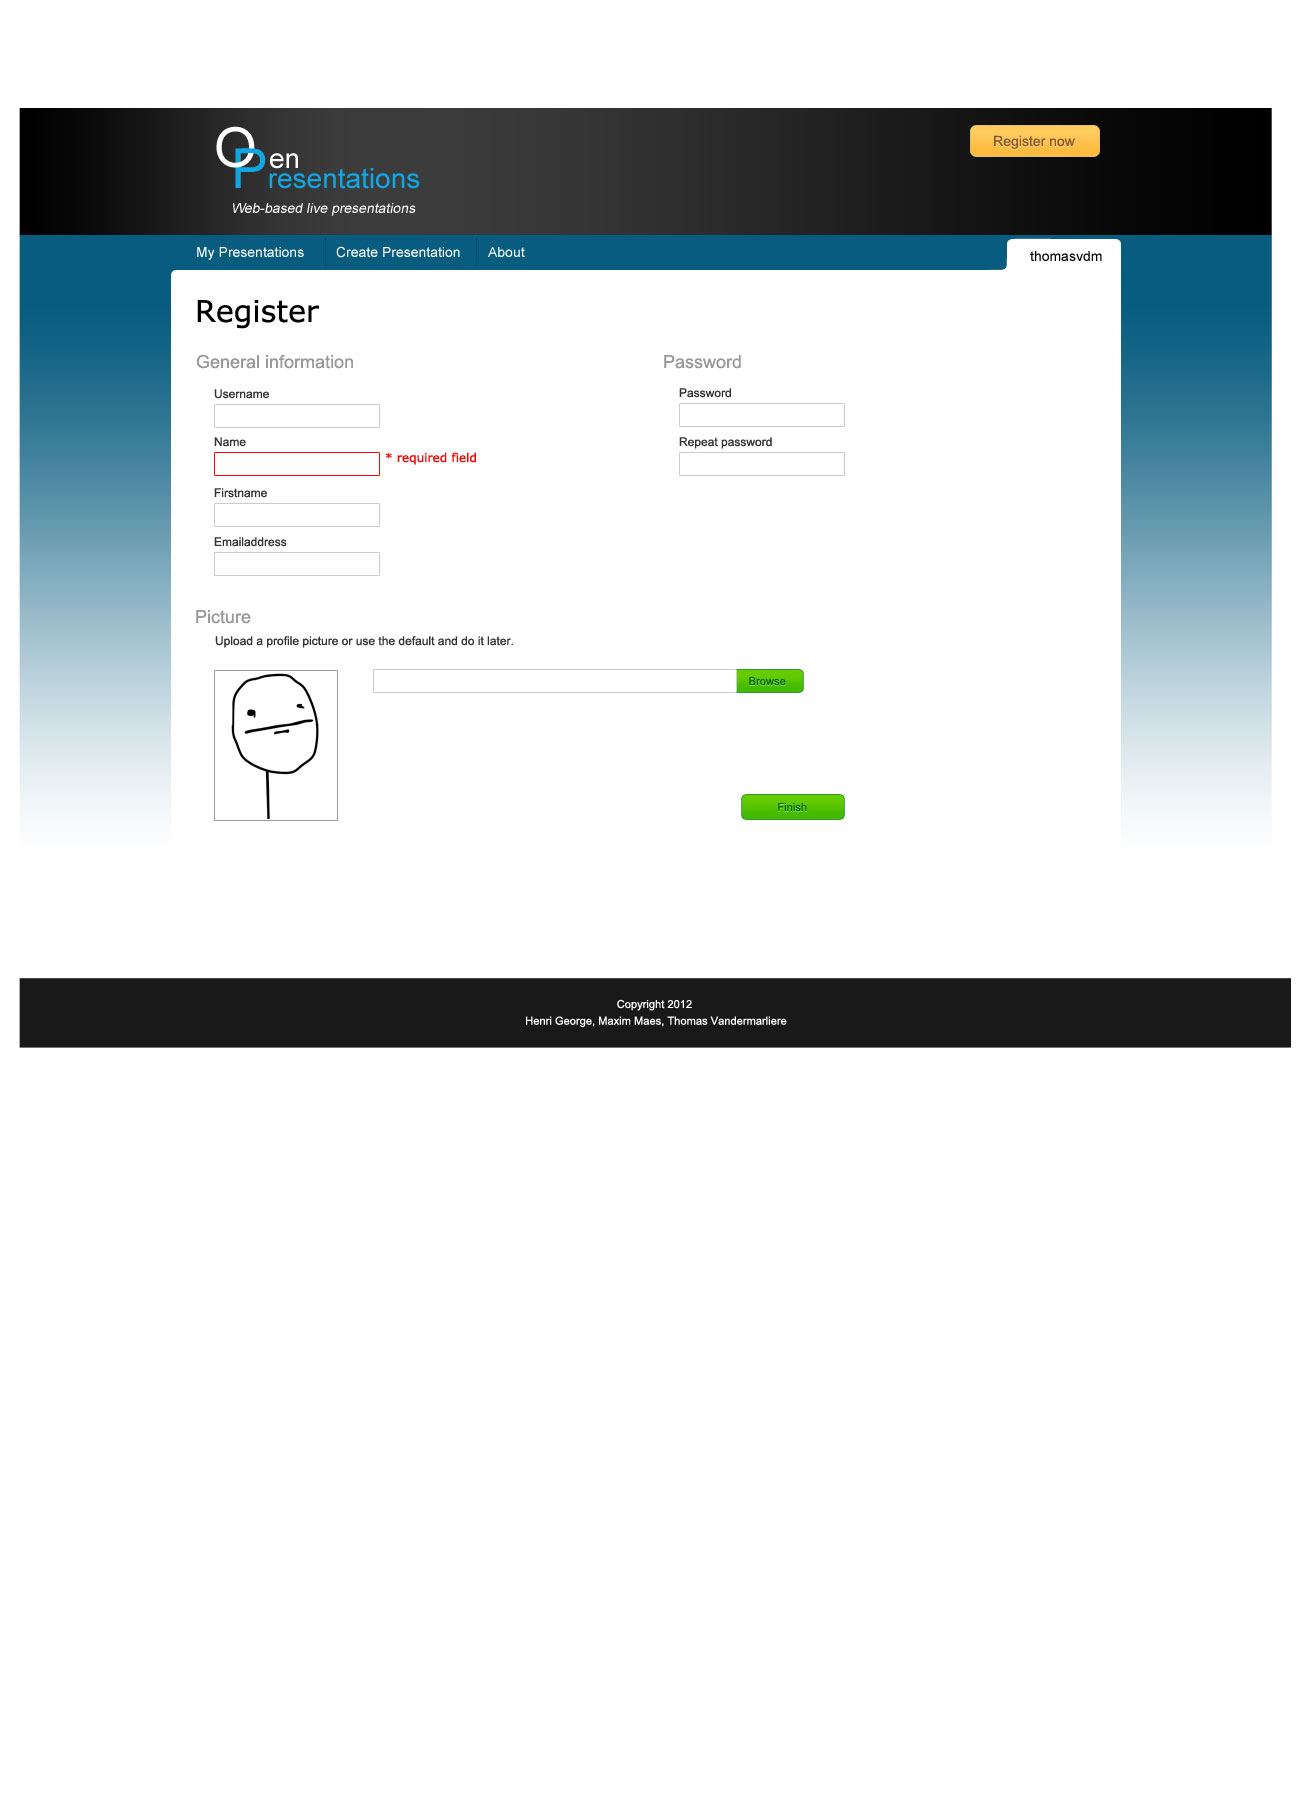 Open
Presentations
Web-based live presentations
Register now
My Presentations
Create Presentation
About
thomasvdm
Register
General information
Username
Name
* required field
Firstname
Emailaddress
Password
Password
Repeat password
Picture
Upload a profile picture or use the default and do it later.
Browse
Finish
Copyright 2012
Henri George, Maxim Maes, Thomas Vandermarliere